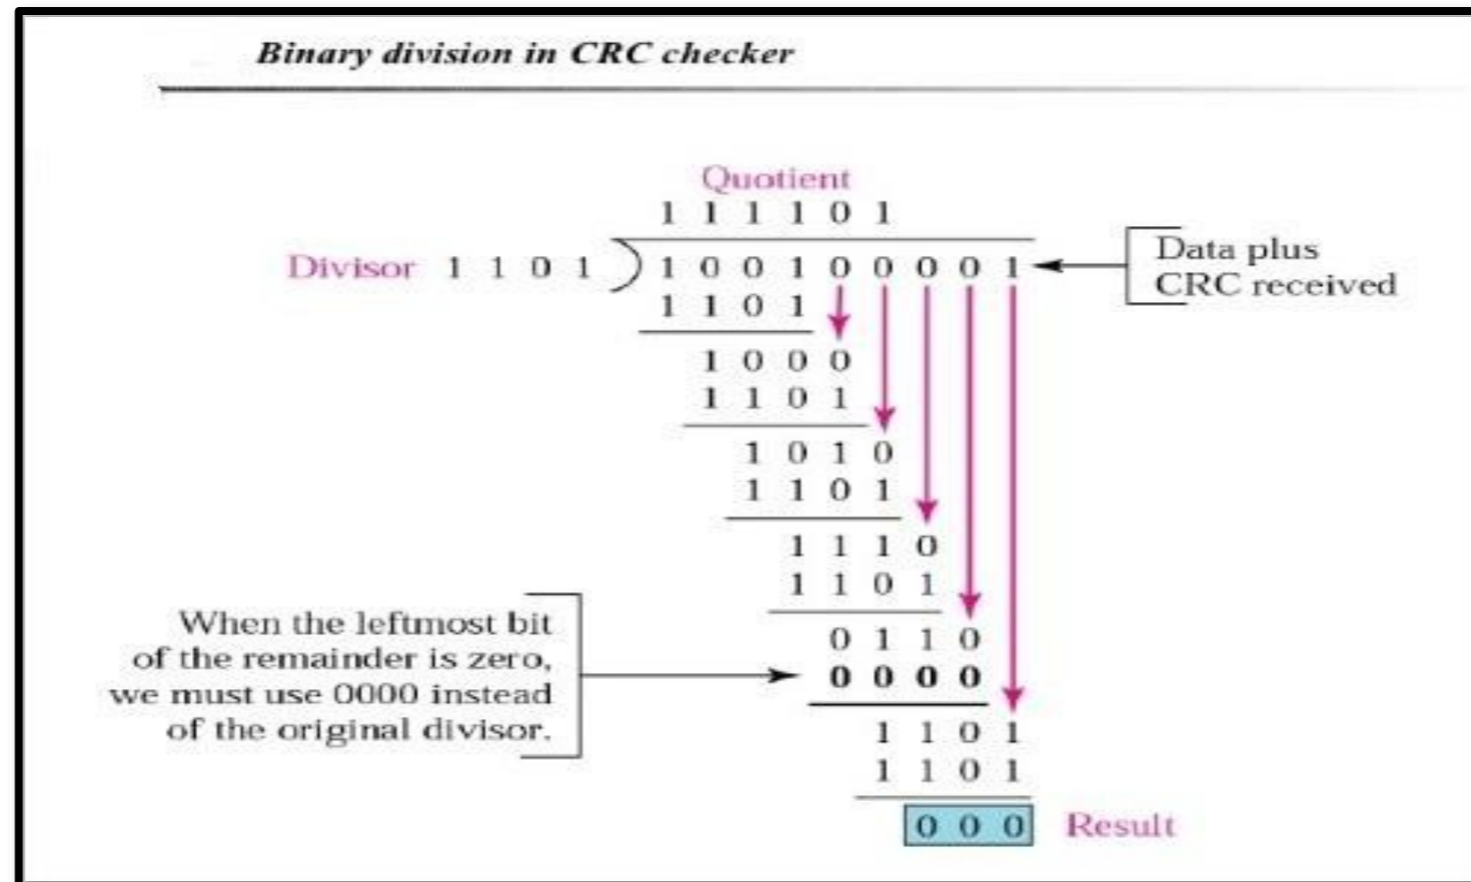 Binary division in CRC checker
Quotient
1 1 1 1 0 1
Divisor 1 1 0 1 ) 1 0 0 1 0 0 0 0 1
Data plus
CRC received
1 1 0 1
1 0 0 0
1 1 0 1
1 0 1 0
1 1 0 1
1 1 1 0
1 1 0 1
When the leftmost bit
of the remainder is zero,
we must use 0000 instead
of the original divisor.
0 1 1 0
0 0 0 0
1 1 0 1
1 1 0 1
0 0 0 Result